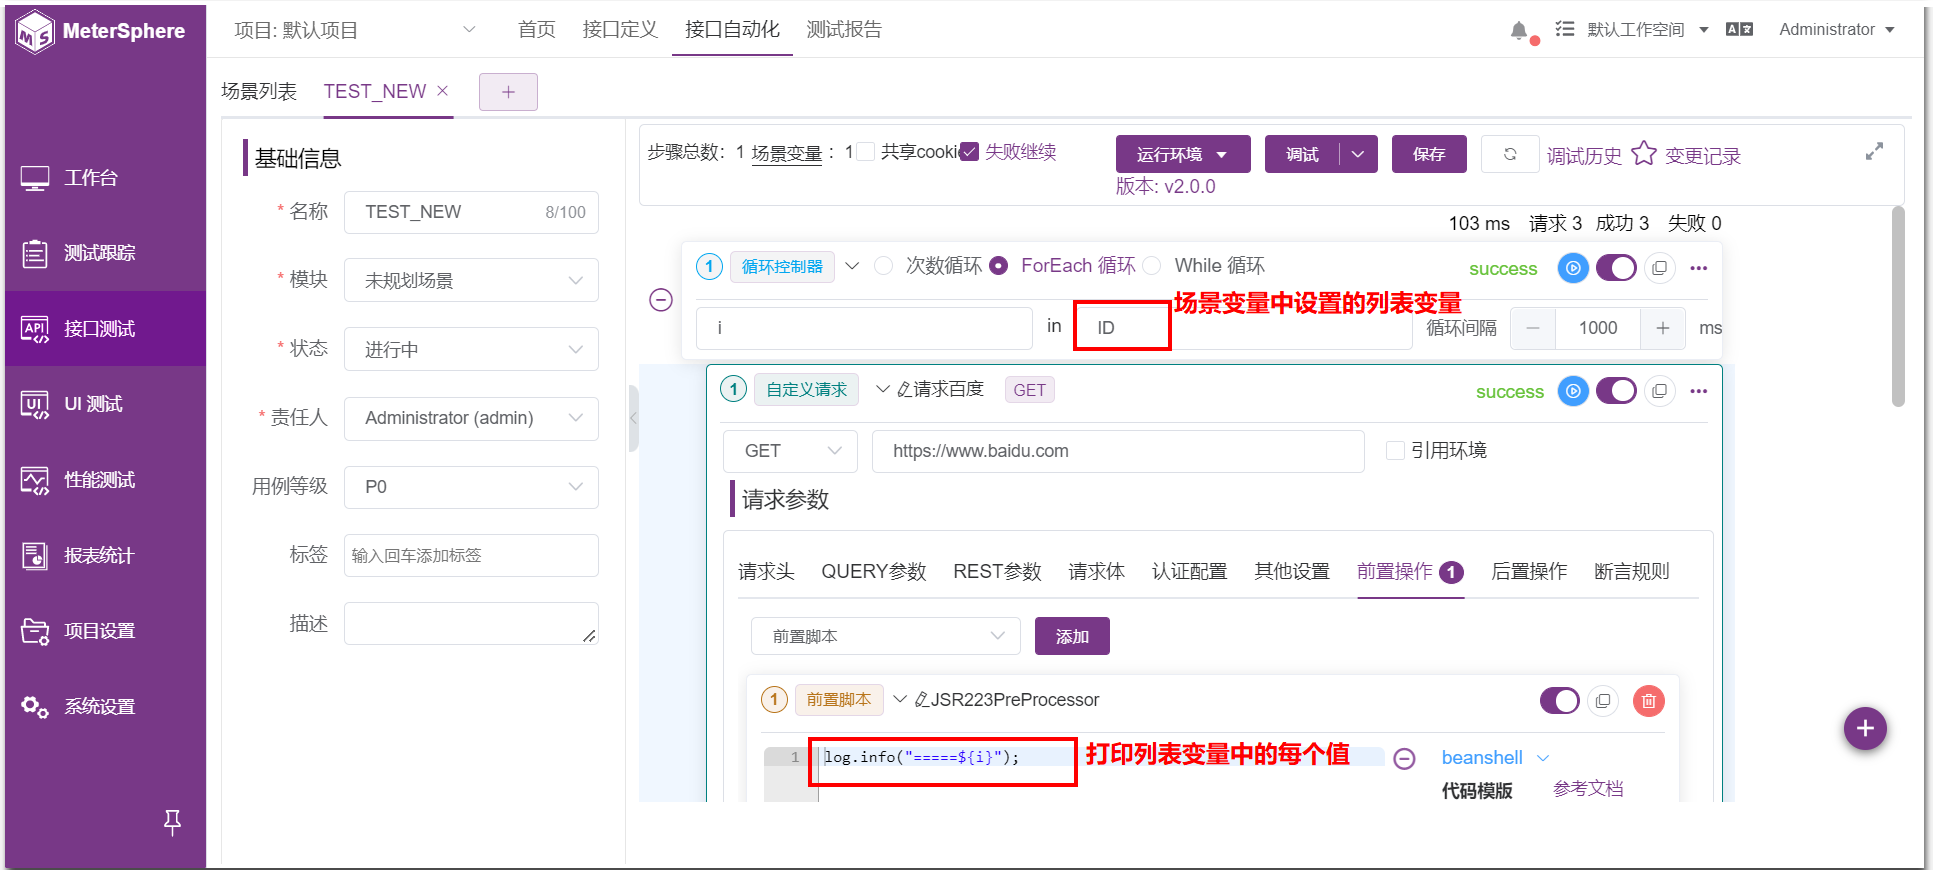 MeterSphere
项目: 默认项目
首页
接口定义
接口自动化
测试报告
默认工作空间
Administrator
场景列表
TEST_NEW
工作台
测试跟踪
接口测试
UI 测试
性能测试
报表统计
项目设置
系统设置
基础信息
* 名称
TEST_NEW
8/100
* 模块
未规划场景
* 状态
进行中
* 责任人
Administrator (admin)
用例等级
P0
标签
输入回车添加标签
描述
步骤总数: 1
场景变量 : 1
共享cooki
失败继续
运行环境
调试
保存
调试历史
变更记录
版本: v2.0.0
103 ms 请求 3 成功 3 失败 0
1
循环控制器
次数循环
ForEach 循环
While 循环
success
场景变量中设置的列表变量
i
in
ID
循环间隔
1000
ms
1
自定义请求
请求百度
GET
success
GET
https://www.baidu.com
引用环境
请求参数
请求头
QUERY参数
REST参数
请求体
认证配置
其他设置
前置操作 1
后置操作
断言规则
前置脚本
添加
1
前置脚本
JSR223PreProcessor
1
log.info("=====${i}");
打印列表变量中的每个值
beanshell
代码模版
参考文档